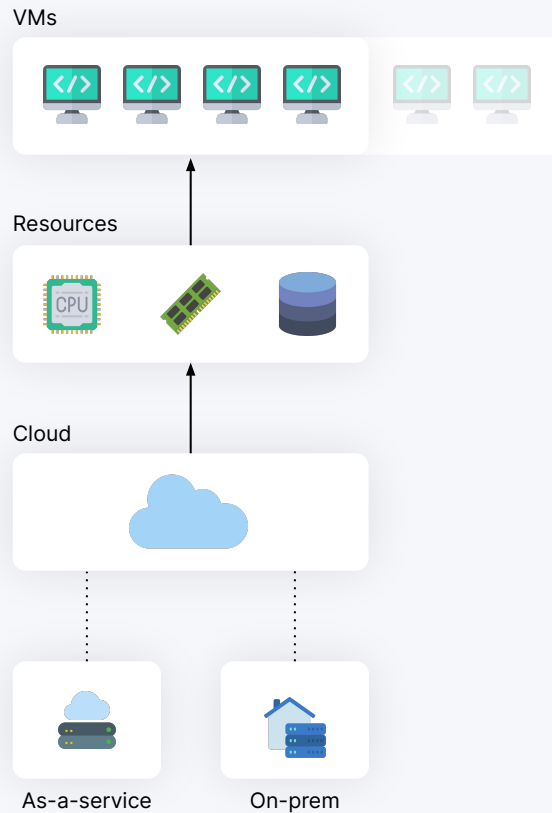 VMs
</> </> </> </> </> </>
Resources
CPU
Cloud
As-a-service
On-prem